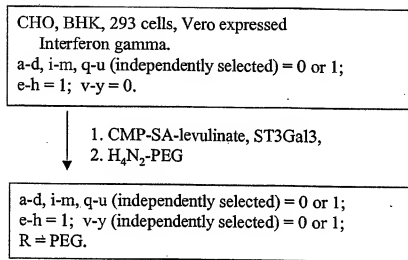 CHO, BHK, 293 cells, Vero expressed
Interferon gamma.
a-d, i-m, q-u (independently selected) = 0 or 1;
e-h = 1; v-y = 0.
1. CMP-SA-levulinate, ST3Gal3,
2. H₄N₂-PEG
a-d, i-m, q-u (independently selected) = 0 or 1;
e-h = 1; v-y (independently selected) = 0 or 1;
R = PEG.